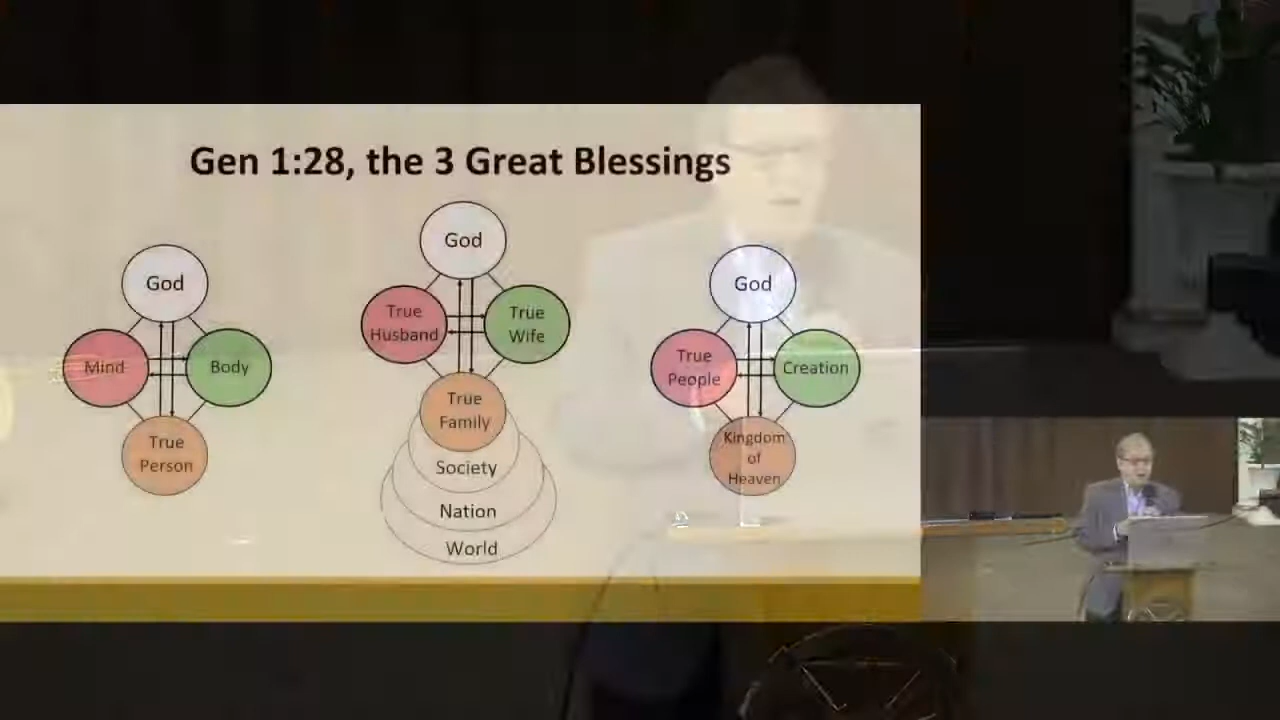 Gen 1:28, the 3 Great Blessings
God
Mind
Body
True
Person
God
True
Husband
True
Wife
True
Family
Society
Nation
World
God
True
People
Creation
Kingdom
of
Heaven